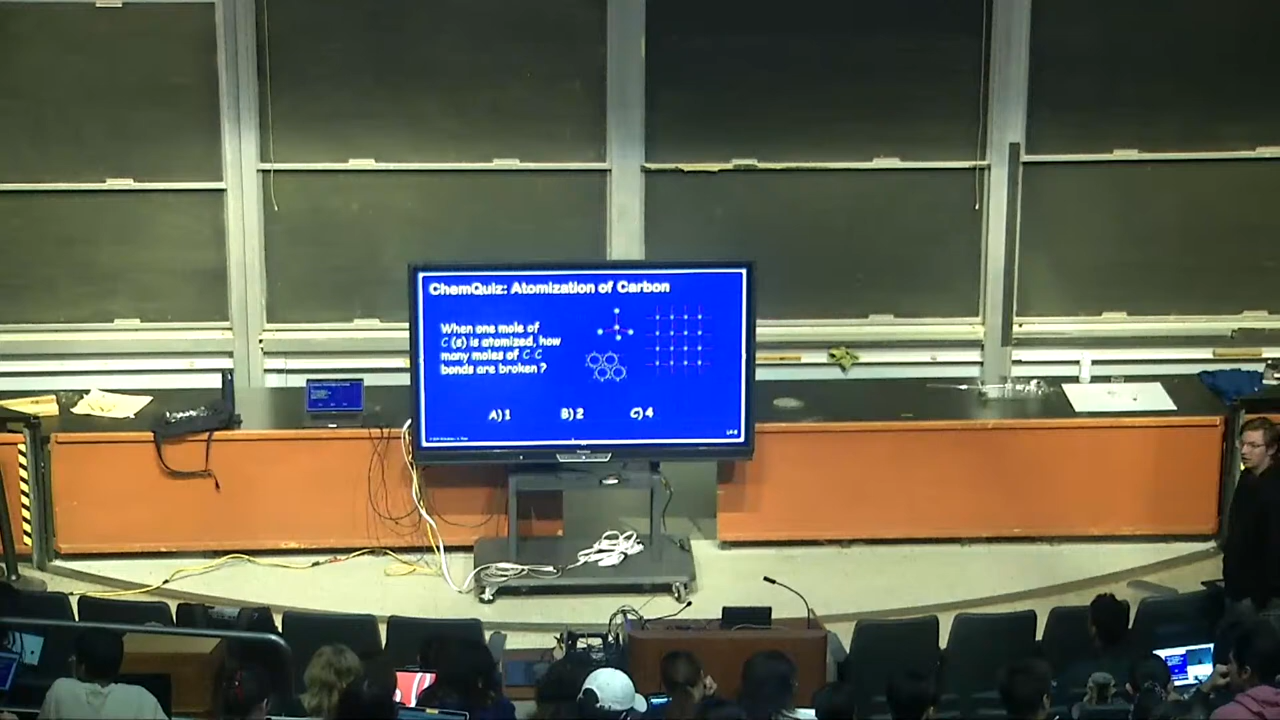 ChemQuiz: Atomization of Carbon
When one mole of
C (s) is atomized, how
many moles of C-C
bonds are broken ?
A) 1 B) 2 C) 4